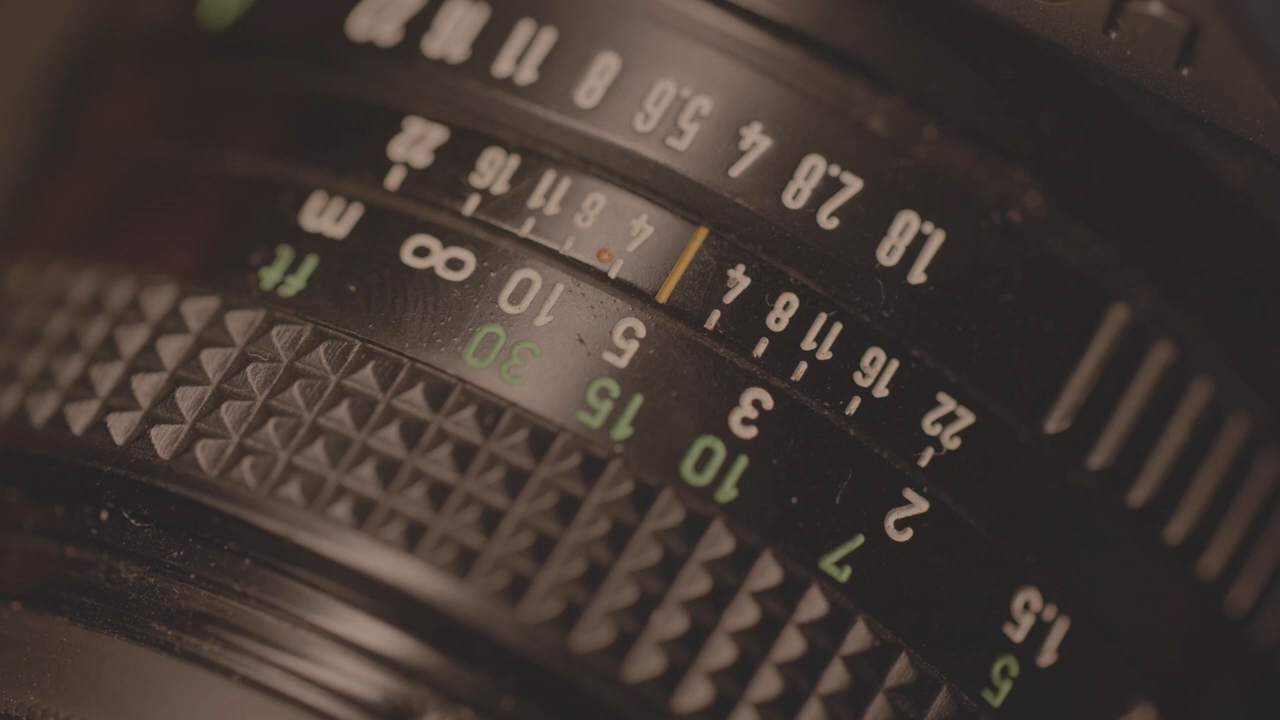 5 7 10 15 30 ft
1.5 2 3 5 10 ∞ m
22 16 11 8 4 4 8 11 16 22
1.8 2.8 4 5.6 8 11 16 22